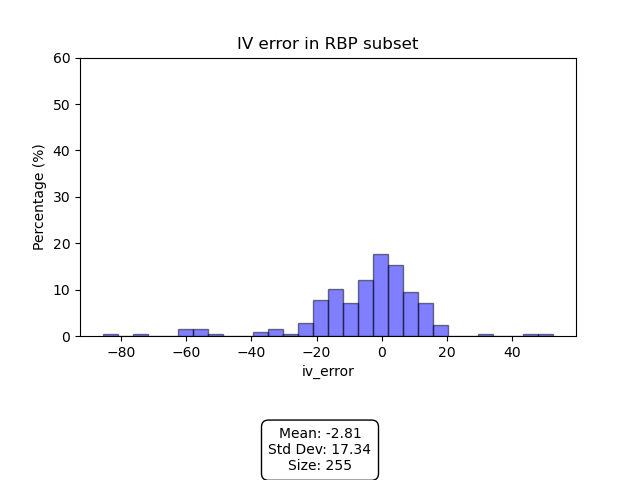 IV error in RBP subset
60
50
40
30
20
10
0
Percentage (%)
−80 −60 −40 −20 0 20 40
iv_error
Mean: -2.81
Std Dev: 17.34
Size: 255